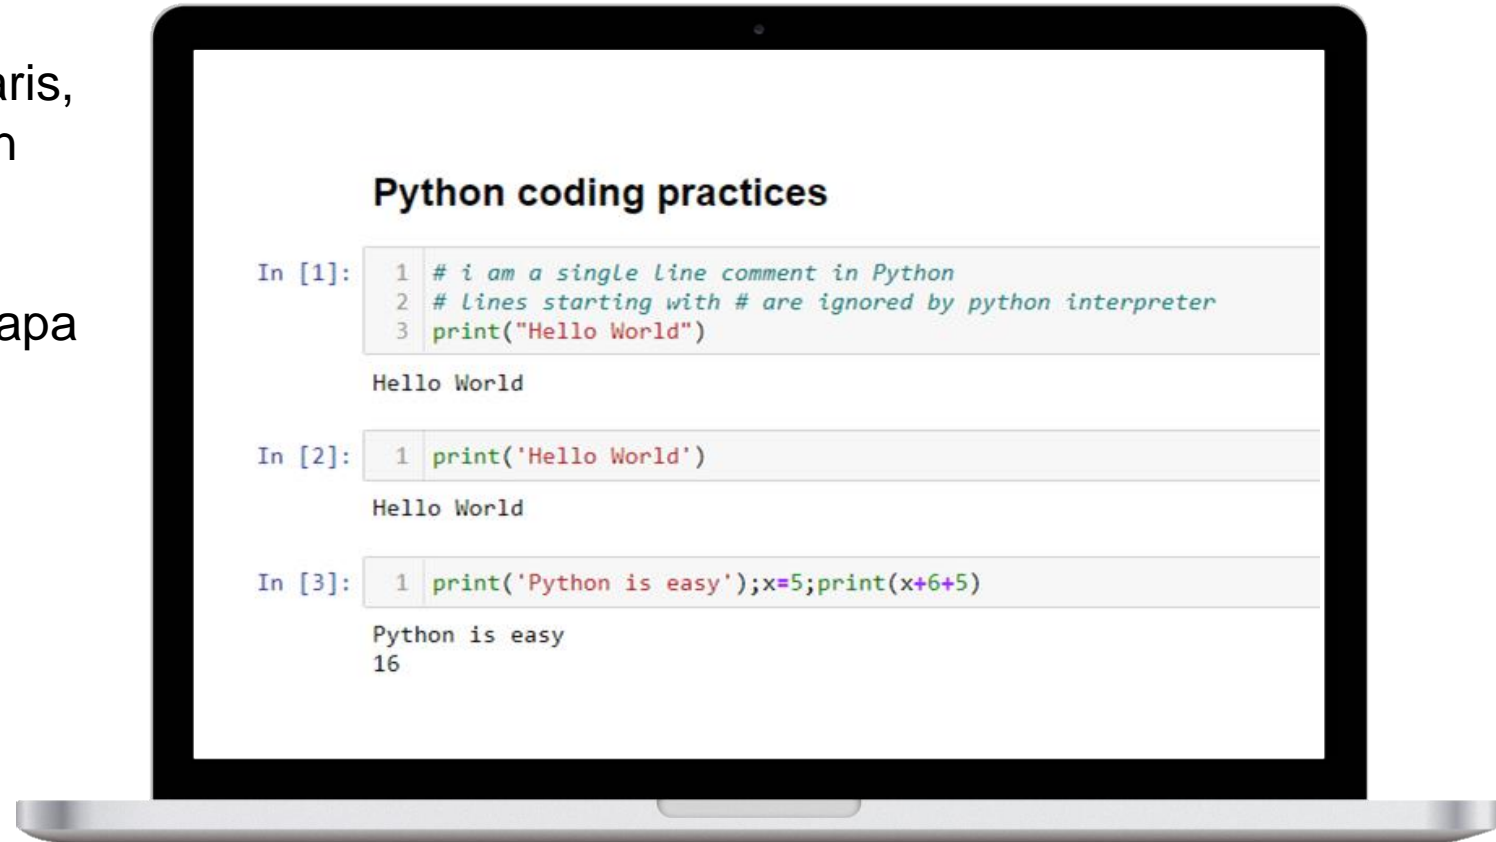 aris,
n
apa
Python coding practices
In [1]:
1 # i am a single line comment in Python
2 # lines starting with # are ignored by python interpreter
3 print("Hello World")
Hello World
In [2]:
1 print('Hello World')
Hello World
In [3]:
1 print('Python is easy');x=5;print(x+6+5)
Python is easy
16